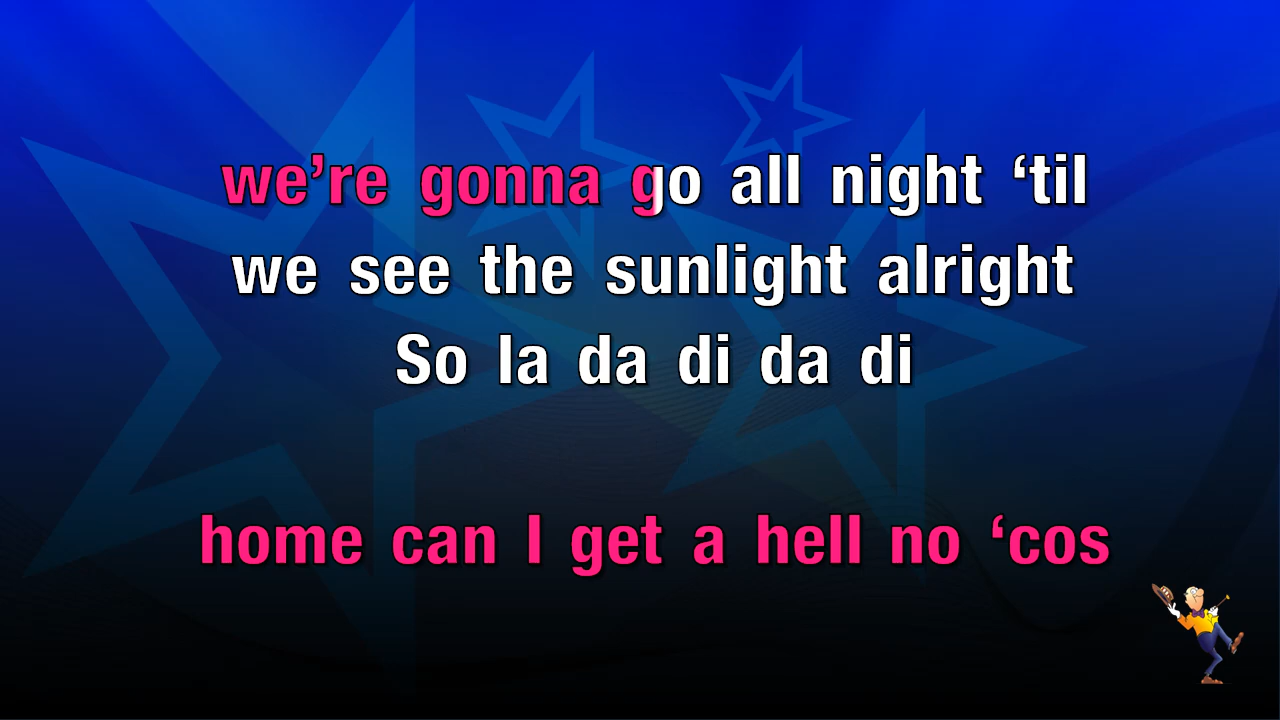 we’re gonna go all night ‘til
we see the sunlight alright
So la da di da di
home can I get a hell no ‘cos